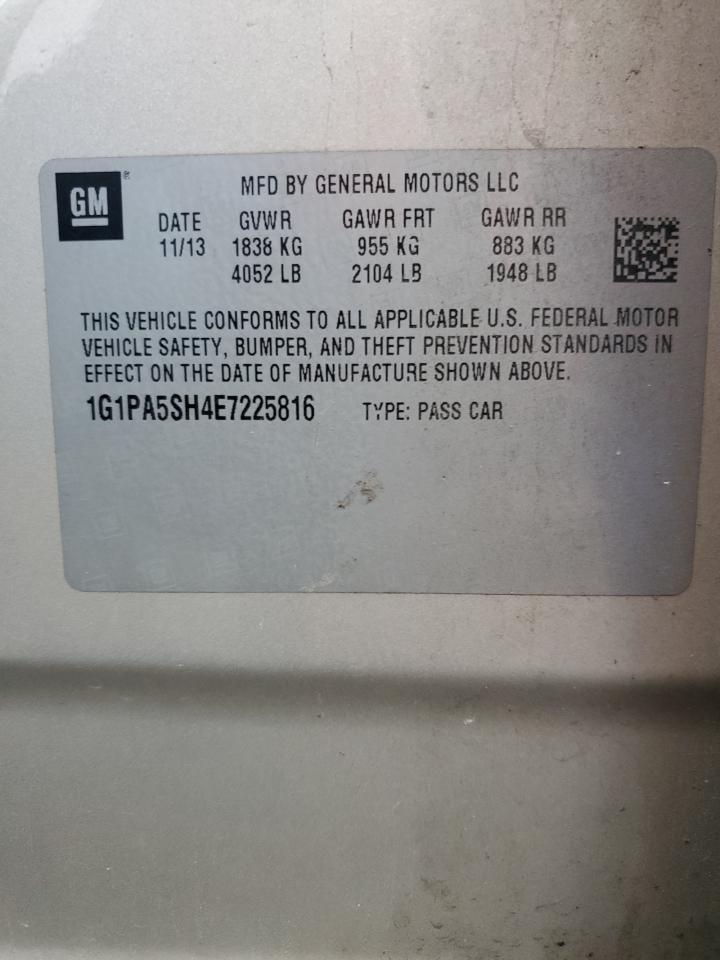 GM ®
MFD BY GENERAL MOTORS LLC
DATE GVWR GAWR FRT GAWR RR
11/13 1838 KG 955 KG 883 KG
4052 LB 2104 LB 1948 LB
THIS VEHICLE CONFORMS TO ALL APPLICABLE U.S. FEDERAL MOTOR
VEHICLE SAFETY, BUMPER, AND THEFT PREVENTION STANDARDS IN
EFFECT ON THE DATE OF MANUFACTURE SHOWN ABOVE.
1G1PA5SH4E7225816 TYPE: PASS CAR